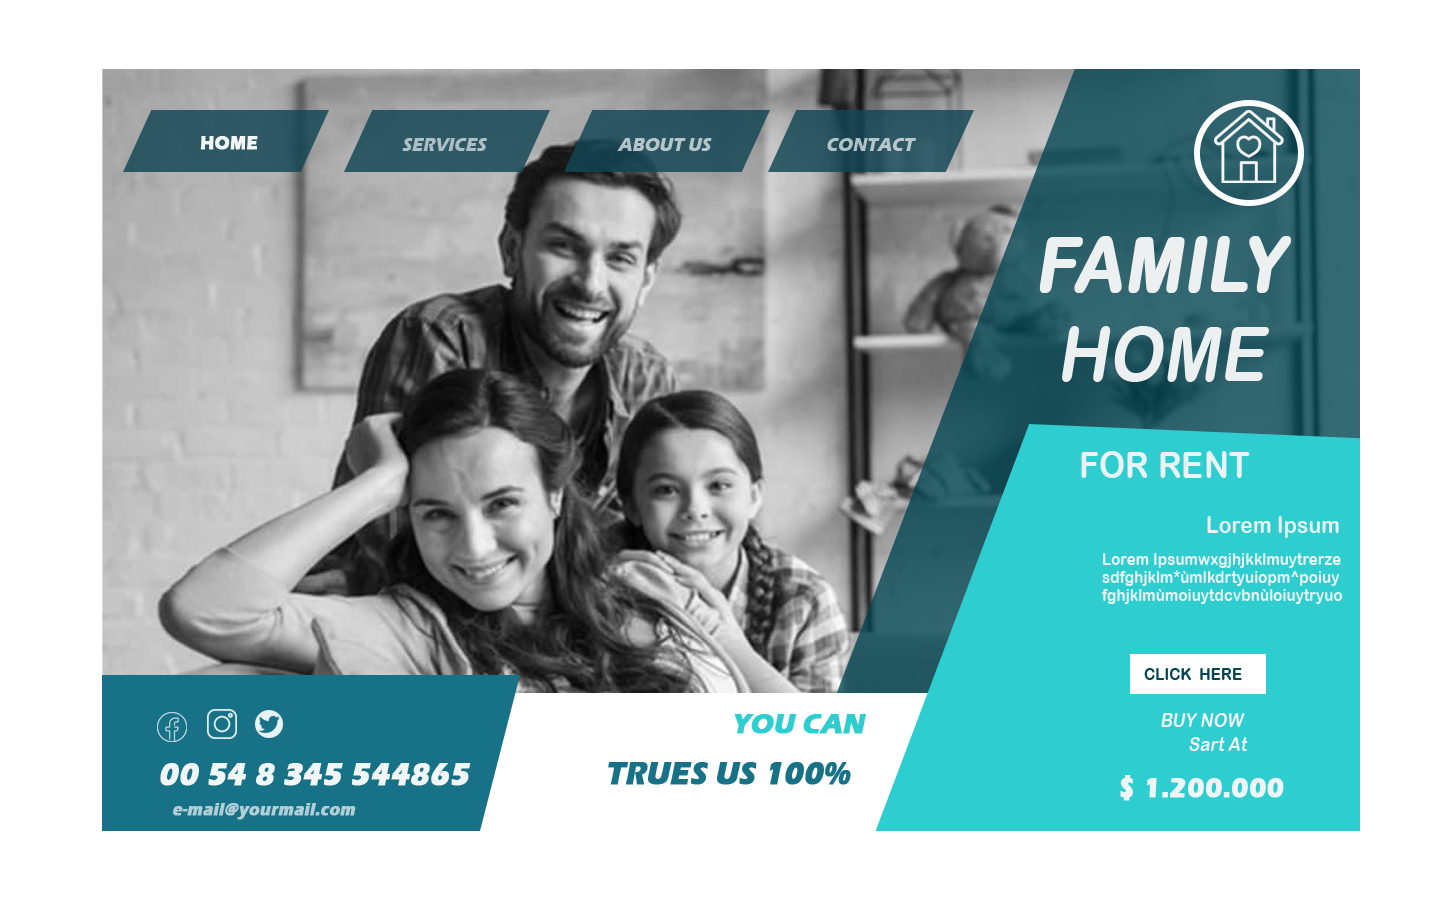 HOME
SERVICES
ABOUT US
CONTACT
FAMILY
HOME
FOR RENT
Lorem Ipsum
Lorem Ipsumwxgjhjkklmuytrerze
sdfghjklm*ùmlkdrtyuiopm^poiuy
fghjklmùmoiuytdcvbnùloiuytryuo
CLICK HERE
BUY NOW
Sart At
$ 1.200.000
YOU CAN
TRUES US 100%
00 54 8 345 544865
e-mail@yourmail.com